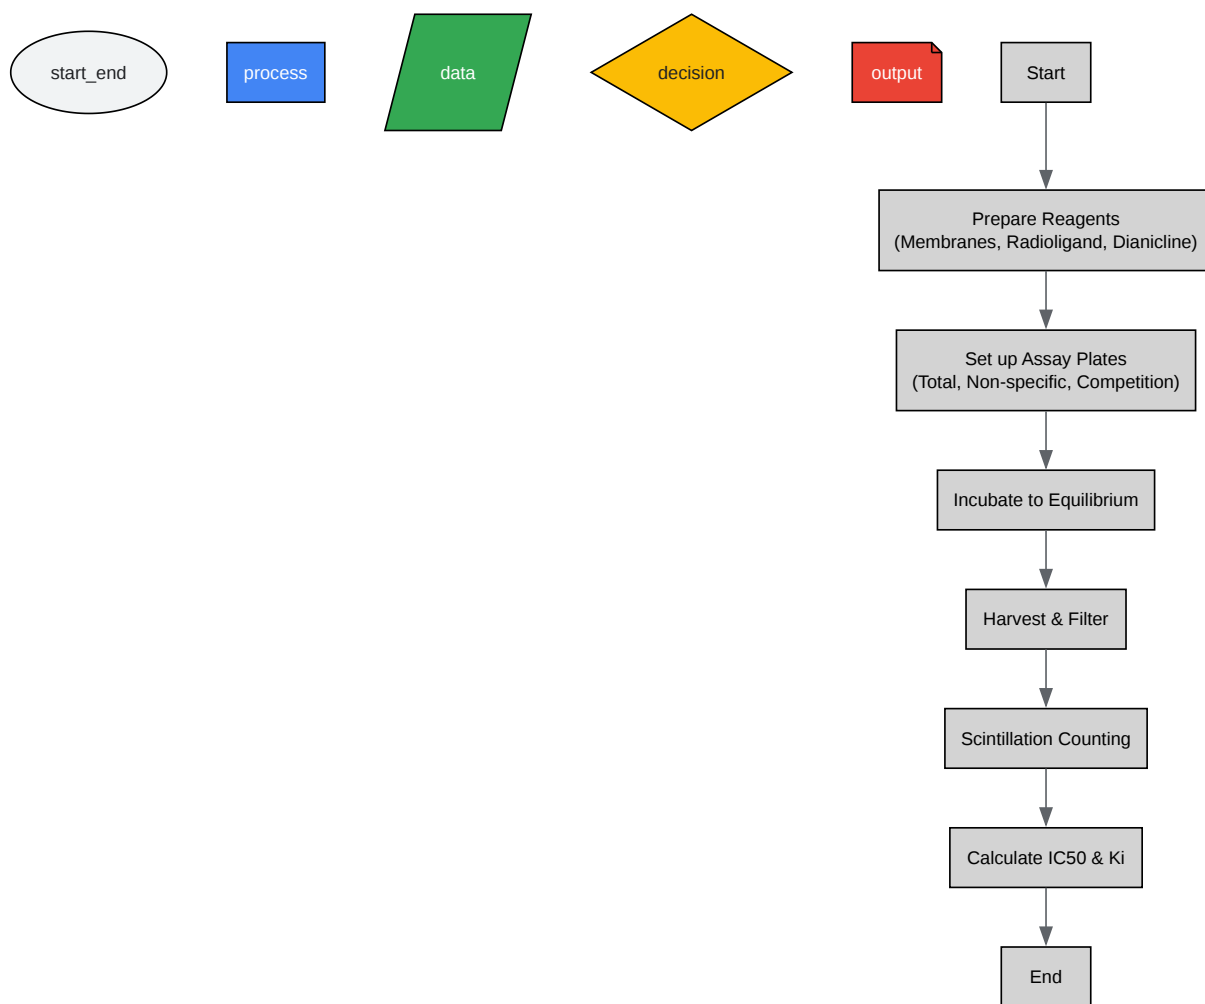 start_end
process
data
decision
output
Start
Prepare Reagents
(Membranes, Radioligand, Dianicline)
Set up Assay Plates
(Total, Non-specific, Competition)
Incubate to Equilibrium
Harvest & Filter
Scintillation Counting
Calculate IC50 & Ki
End